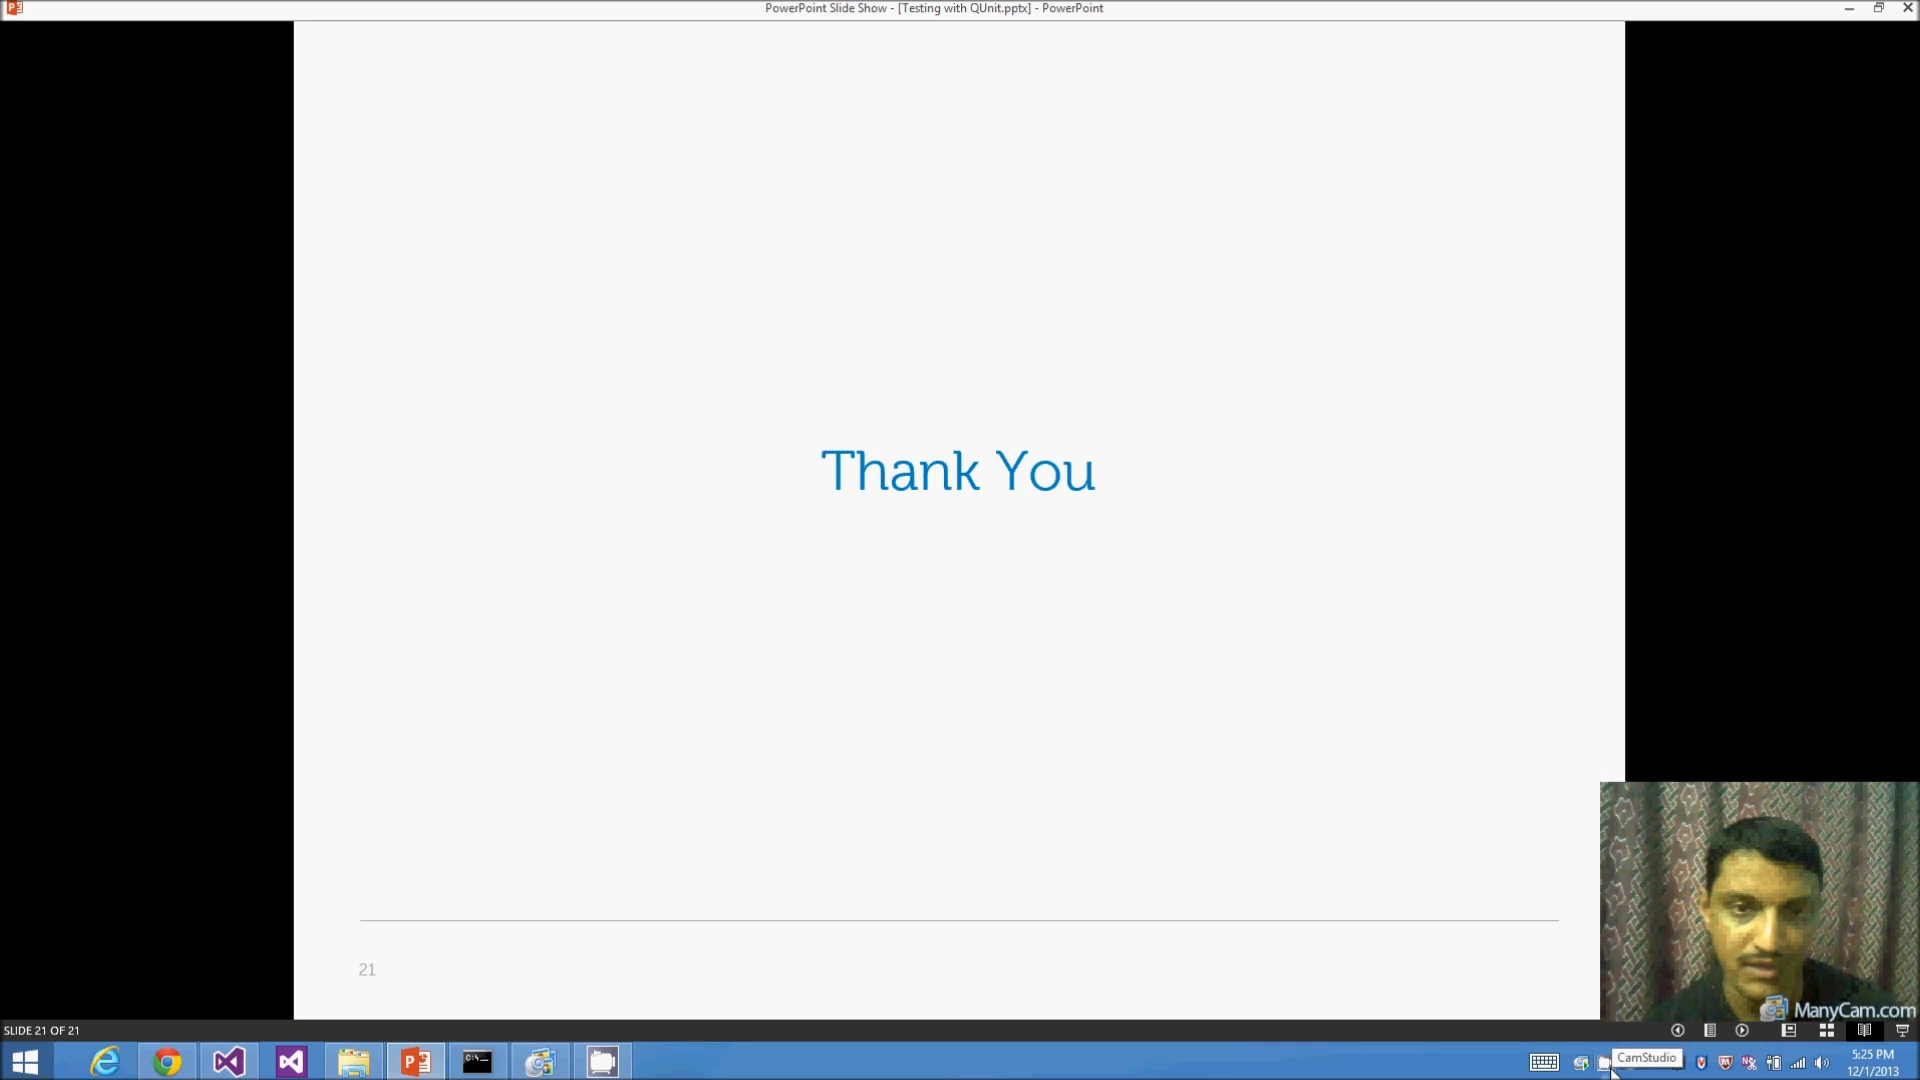 PowerPoint Slide Show - [Testing with QUnit.pptx] - PowerPoint
Thank You
21
ManyCam.com
SLIDE 21 OF 21
CamStudio
5:25 PM
12/1/2013